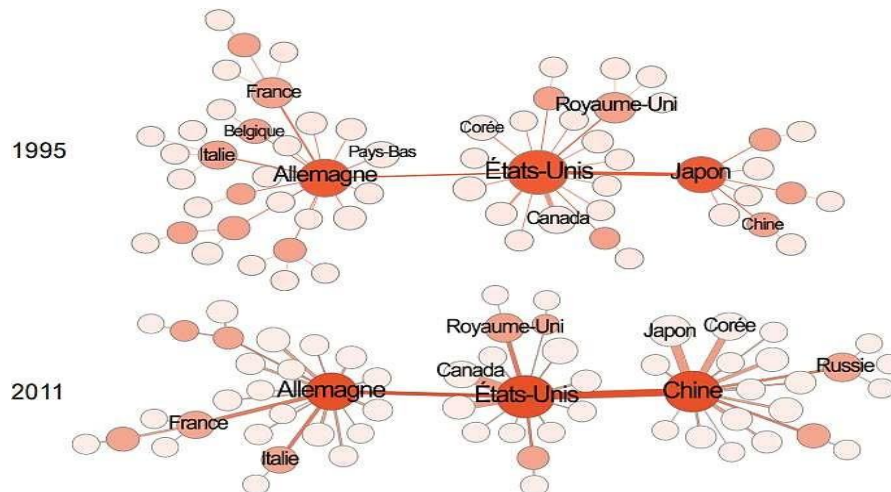 1995
France
Royaume-Uni
Belgique
Corée
Italie
Pays-Bas
Allemagne
États-Unis
Japon
Canada
Chine
2011
Royaume-Uni
Japon
Corée
Canada
Russie
Allemagne
États-Unis
Chine
France
Italie